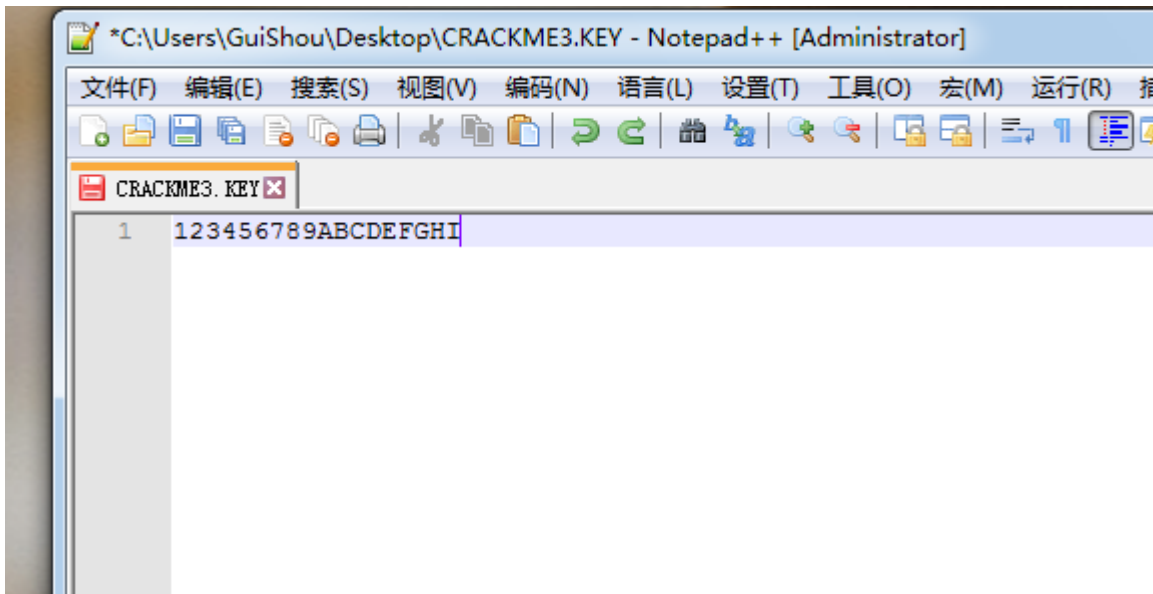 *C:\Users\GuiShou\Desktop\CRACKME3.KEY - Notepad++ [Administrator]
文件(F) 编辑(E) 搜索(S) 视图(V) 编码(N) 语言(L) 设置(T) 工具(O) 宏(M) 运行(R)
CRACKME3.KEY
1 123456789ABCDEFGHI